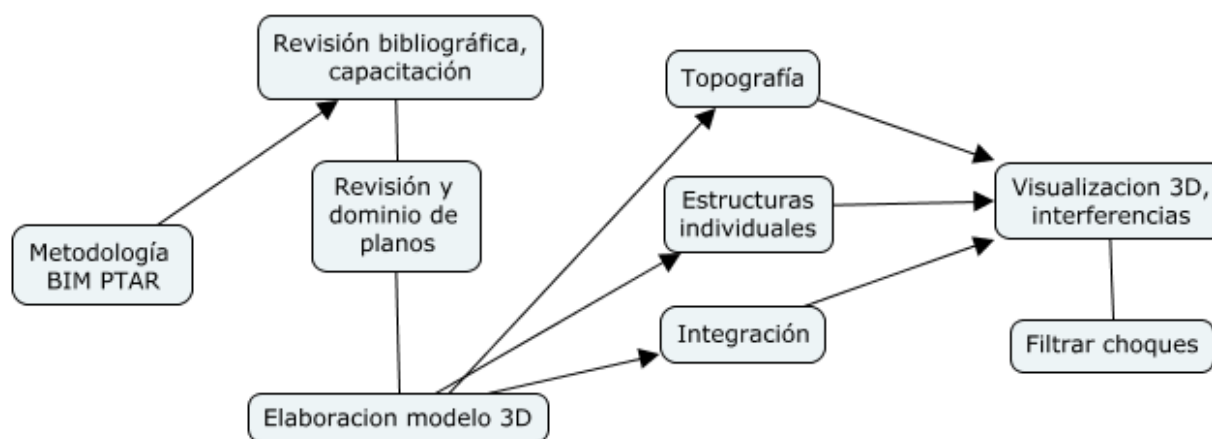 Revisión bibliográfica,
capacitación
Topografía
Revisión y
dominio de
planos
Estructuras
individuales
Visualizacion 3D,
interferencias
Metodología
BIM PTAR
Integración
Filtrar choques
Elaboracion modelo 3D